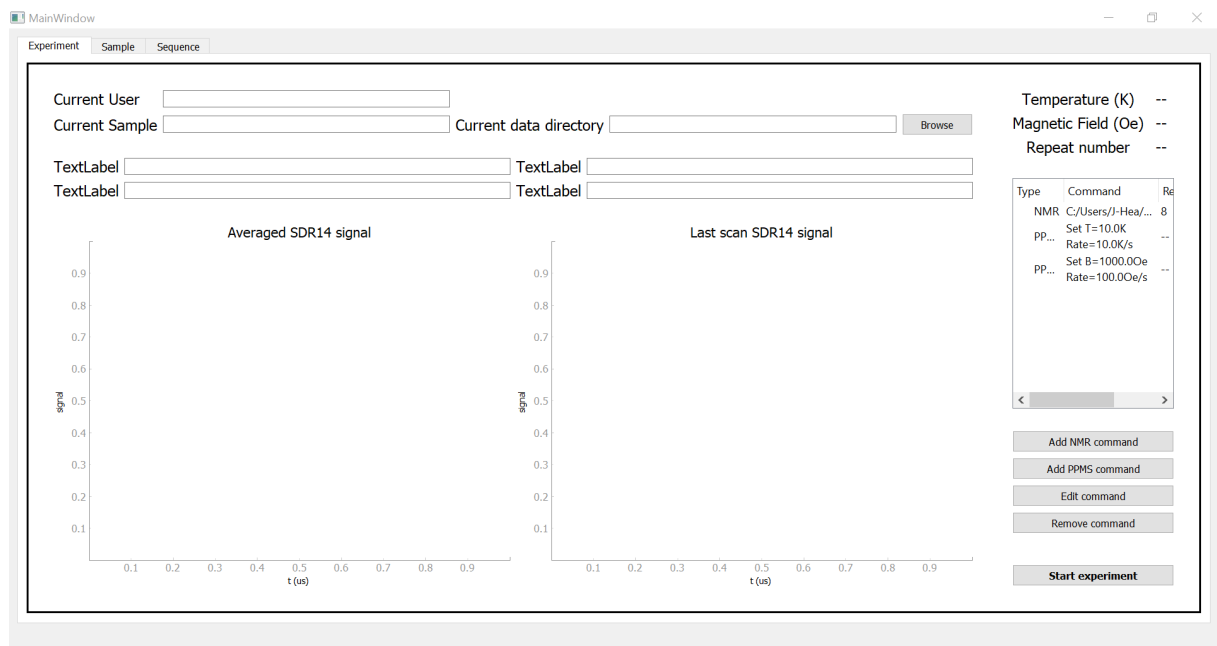 MainWindow
Experiment Sample Sequence
Current User
Temperature (K) --
Current Sample Current data directory Browse
Magnetic Field (Oe) --
Repeat number --
TextLabel TextLabel
TextLabel TextLabel
Type Command Re
NMR C:/Users/J-Hea/... 8
PP... Set T=10.0K
Rate=10.0K/s --
PP... Set B=1000.0Oe
Rate=100.0Oe/s --
Averaged SDR14 signal
0.9
0.8
0.7
0.6
0.5
0.4
0.3
0.2
0.1
signal
0.1 0.2 0.3 0.4 0.5 0.6 0.7 0.8 0.9
t (us)
Last scan SDR14 signal
0.9
0.8
0.7
0.6
0.5
0.4
0.3
0.2
0.1
signal
0.1 0.2 0.3 0.4 0.5 0.6 0.7 0.8 0.9
t (us)
Add NMR command
Add PPMS command
Edit command
Remove command
Start experiment